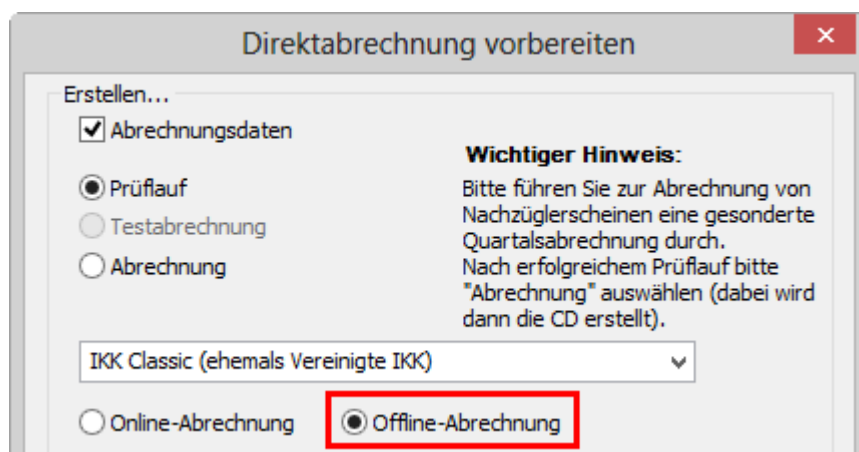 Direktabrechnung vorbereiten
Erstellen...
Abrechnungsdaten
Prüflauf
Testabrechnung
Abrechnung
Wichtiger Hinweis:
Bitte führen Sie zur Abrechnung von
Nachzüglerscheinen eine gesonderte
Quartalsabrechnung durch.
Nach erfolgreichem Prüflauf bitte
"Abrechnung" auswählen (dabei wird
dann die CD erstellt).
IKK Classic (ehemals Vereinigte IKK)
Online-Abrechnung
Offline-Abrechnung